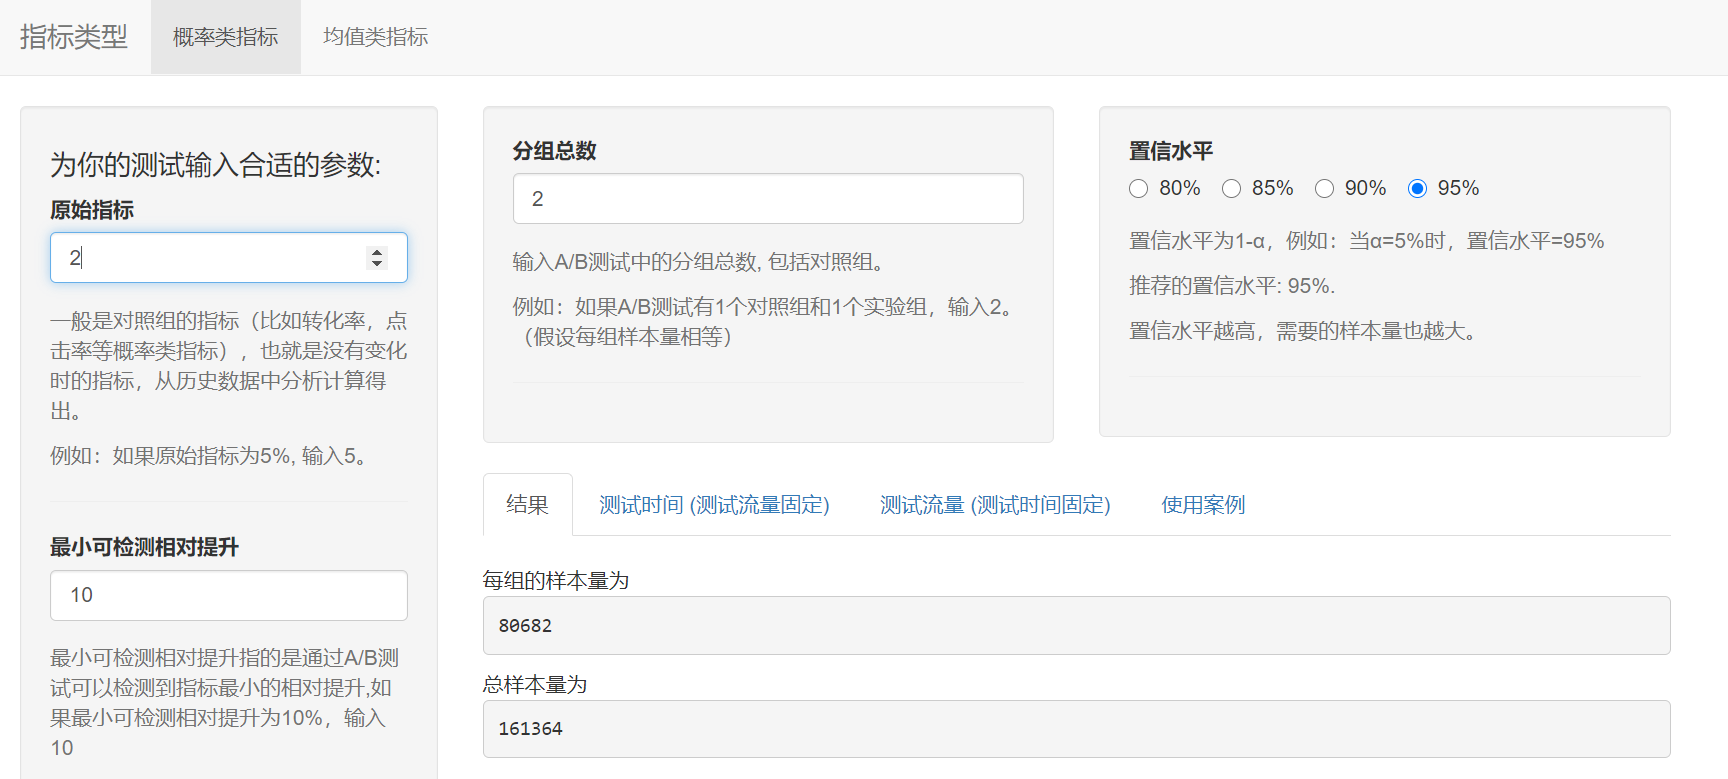 指标类型 概率类指标 均值类指标
为你的测试输入合适的参数:
原始指标
2
一般是对照组的指标（比如转化率，点
击率等概率类指标），也就是没有变化
时的指标，从历史数据中分析计算得
出。
例如：如果原始指标为5%, 输入5。
最小可检测相对提升
10
最小可检测相对提升指的是通过A/B测
试可以检测到指标最小的相对提升,如
果最小可检测相对提升为10%，输入
10
分组总数
2
输入A/B测试中的分组总数, 包括对照组。
例如：如果A/B测试有1个对照组和1个实验组，输入2。
（假设每组样本量相等）
置信水平
80% 85% 90% 95%
置信水平为1-α，例如：当α=5%时，置信水平=95%
推荐的置信水平: 95%.
置信水平越高，需要的样本量也越大。
结果 测试时间 (测试流量固定) 测试流量 (测试时间固定) 使用案例
每组的样本量为
80682
总样本量为
161364